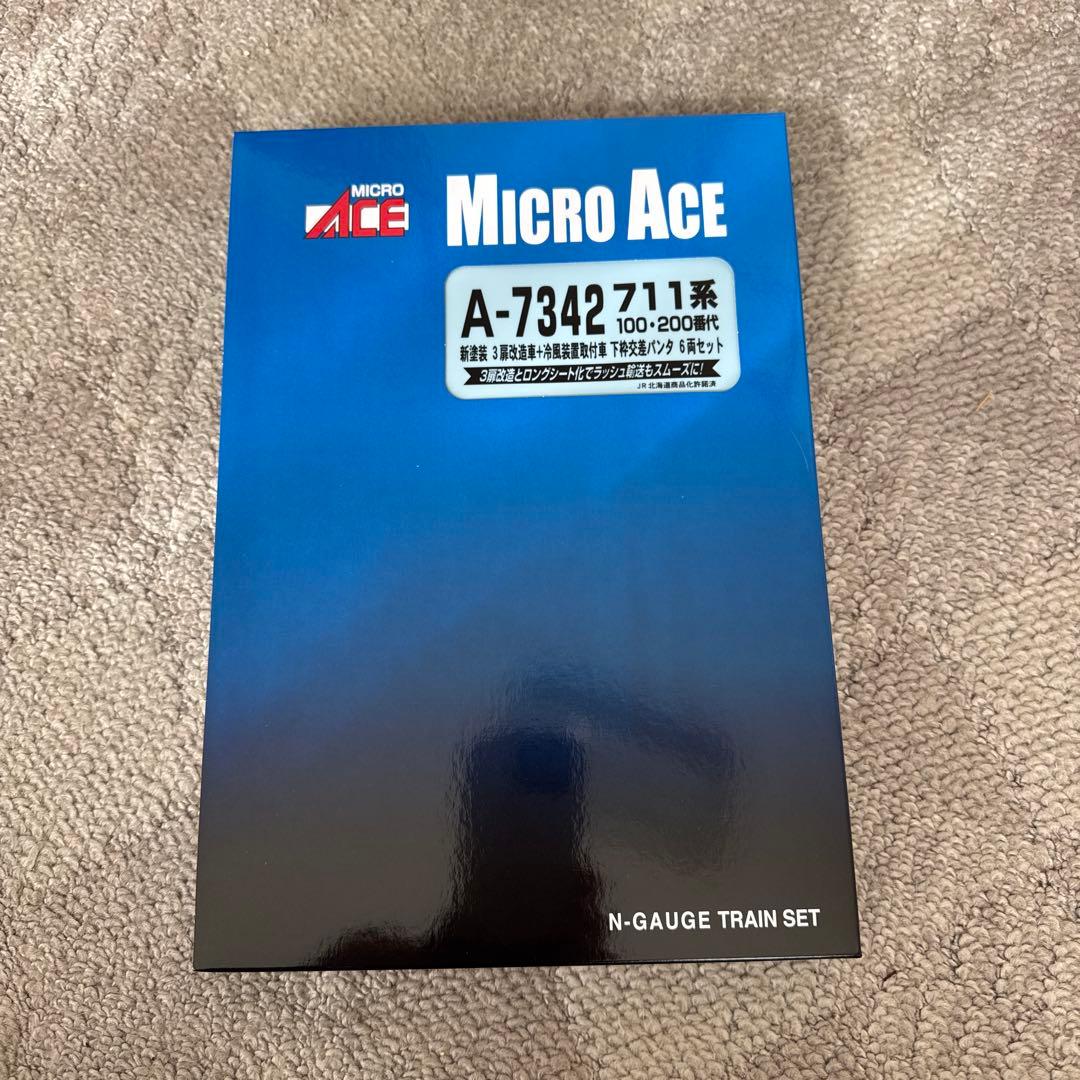 MICRO
ACE
MICRO ACE
A-7342 711系
100・200番代
新塗装 3扉改造車+冷風装置取付車 下枠交差パンタ 6両セット
3扉改造とロングシート化でラッシュ輸送もスムーズに!
JR北海道商品化許諾済
N-GAUGE TRAIN SET